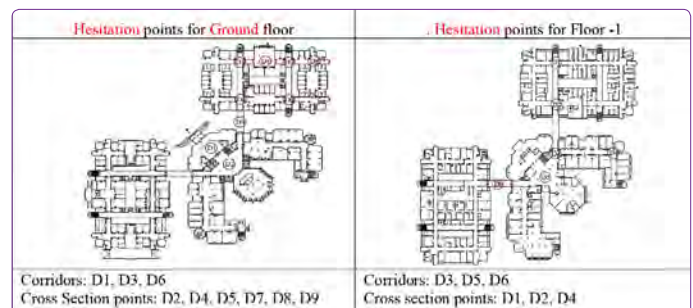 Hesitation points for Ground floor
. Hesitation points for Floor -1
Corridors: D1, D3, D6
Cross Section points: D2, D4, D5, D7, D8, D9
Corridors: D3, D5, D6
Cross section points: D1, D2, D4